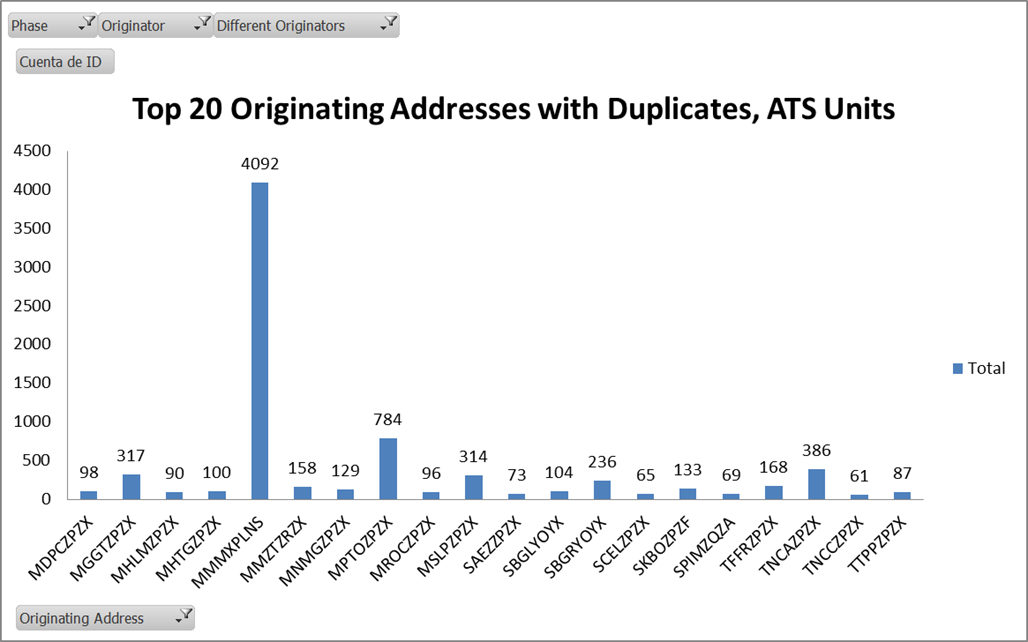 Phase Originator Different Originators
Cuenta de ID
Top 20 Originating Addresses with Duplicates, ATS Units
4500
4000
3500
3000
2500
2000
1500
1000
500
0
98 317 90 100 4092 158 129 784 96 314 73 104 236 65 133 69 168 386 61 87
MDPCZPZX
MGGTZPZX
MHLMZPZX
MHTGZPZX
MMMXPLNS
MMZTZRZX
MNMGZPZX
MPTOZPZX
MROCZPZX
MSLPZPZX
SAEZZPZX
SBGLYOYX
SBGRYOYX
SCELZPZX
SKBOZPZF
SPIMZQZA
TFFRZPZX
TNCAZPZX
TNCCZPZX
TTPPZPZX
Total
Originating Address